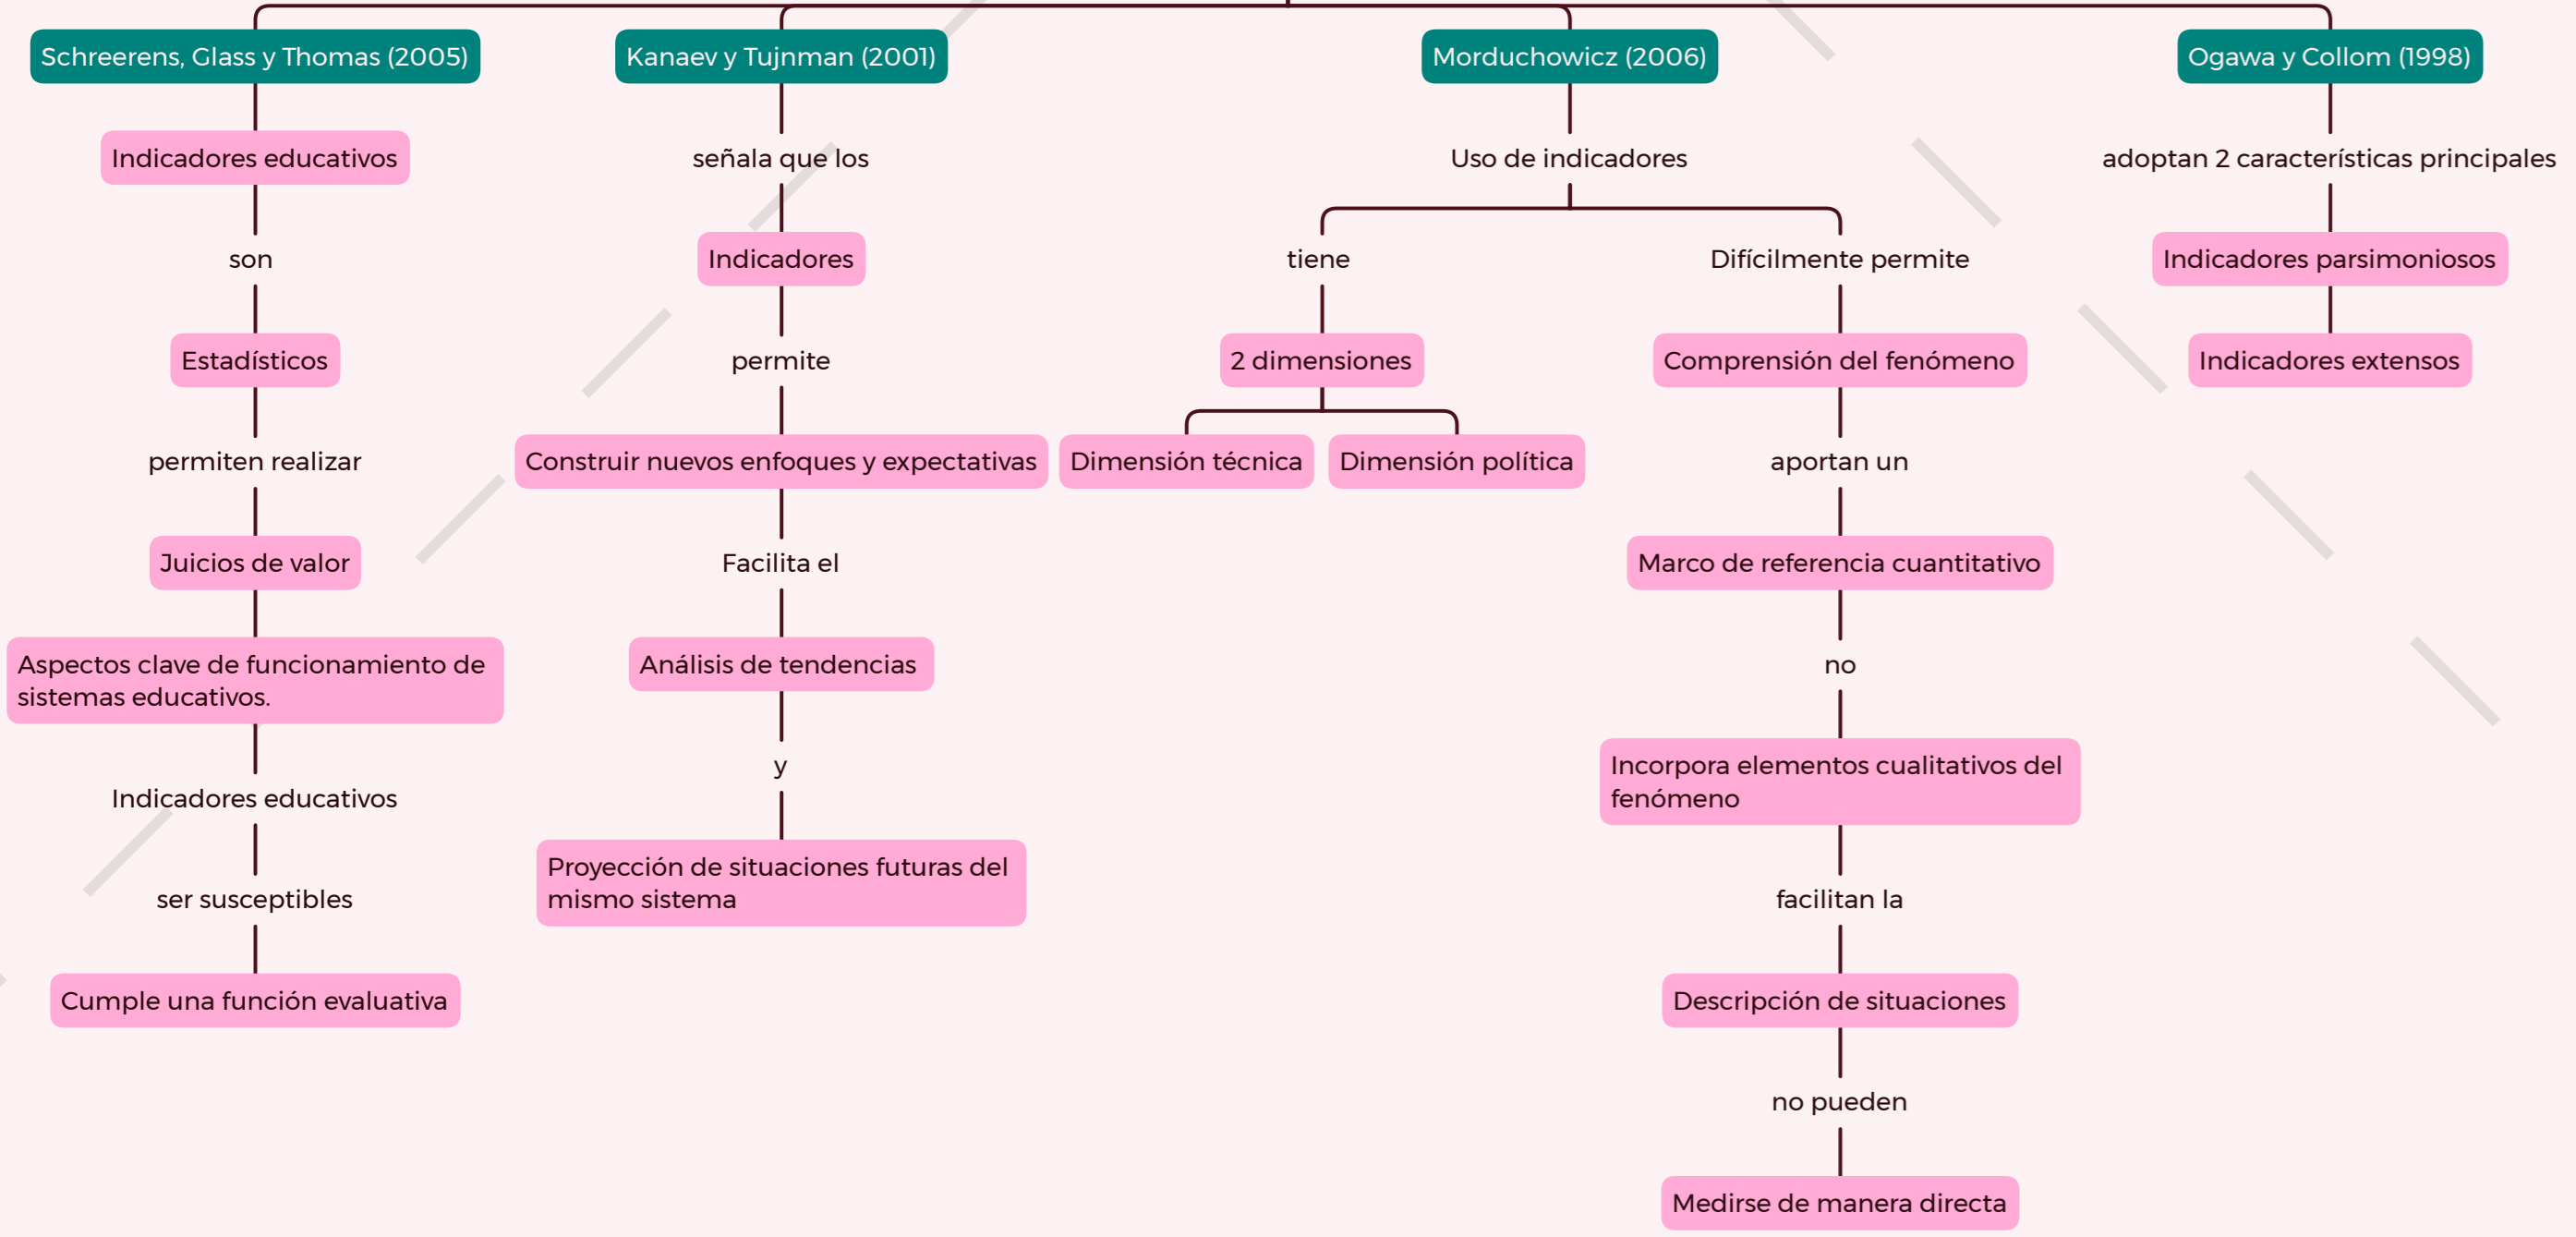 Schreerens, Glass y Thomas (2005)
Indicadores educativos
son
Estadísticos
permiten realizar
Juicios de valor
Aspectos clave de funcionamiento de
sistemas educativos.
Indicadores educativos
ser susceptibles
Cumple una función evaluativa
Kanaev y Tujnman (2001)
señala que los
Indicadores
permite
Construir nuevos enfoques y expectativas
Facilita el
Análisis de tendencias
y
Proyección de situaciones futuras del
mismo sistema
Morduchowicz (2006)
Uso de indicadores
tiene
2 dimensiones
Dimensión técnica
Dimensión política
Difícilmente permite
Comprensión del fenómeno
aportan un
Marco de referencia cuantitativo
no
Incorpora elementos cualitativos del
fenómeno
facilitan la
Descripción de situaciones
no pueden
Medirse de manera directa
Ogawa y Collom (1998)
adoptan 2 características principales
Indicadores parsimoniosos
Indicadores extensos